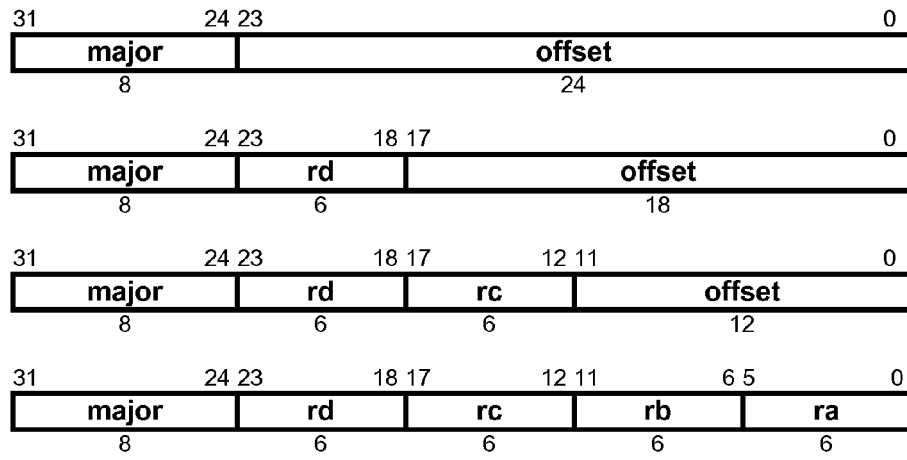 31 24 23 0
major offset
8 24
31 24 23 18 17 0
major rd offset
8 6 18
31 24 23 18 17 12 11 0
major rd rc offset
8 6 6 12
31 24 23 18 17 12 11 6 5 0
major rd rc rb ra
8 6 6 6 6